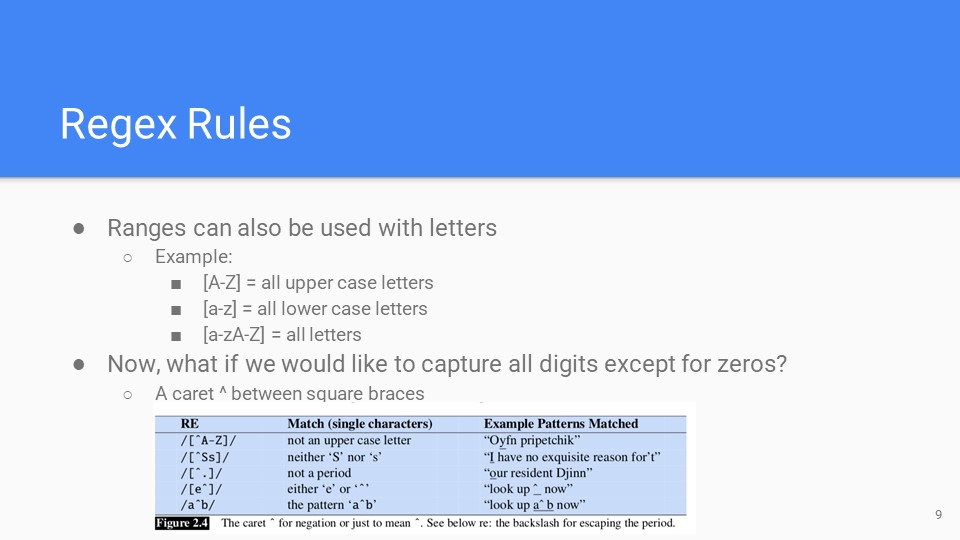 Regex Rules
● Ranges can also be used with letters
○ Example:
■ [A-Z] = all upper case letters
■ [a-z] = all lower case letters
■ [a-zA-Z] = all letters
● Now, what if we would like to capture all digits except for zeros?
○ A caret ^ between square braces
RE Match (single characters) Example Patterns Matched
/[^A-Z]/ not an upper case letter “Oyfn pripetchik”
/[^Ss]/ neither ‘S’ nor ‘s’ “I have no exquisite reason for’t”
/[^.]/ not a period “our resident Djinn”
/[e^]/ either ‘e’ or ‘^’ “look up ^ now”
/a^b/ the pattern ‘a^b’ “look up a^b now”
Figure 2.4 The caret ^ for negation or just to mean ^. See below re: the backslash for escaping the period.
9